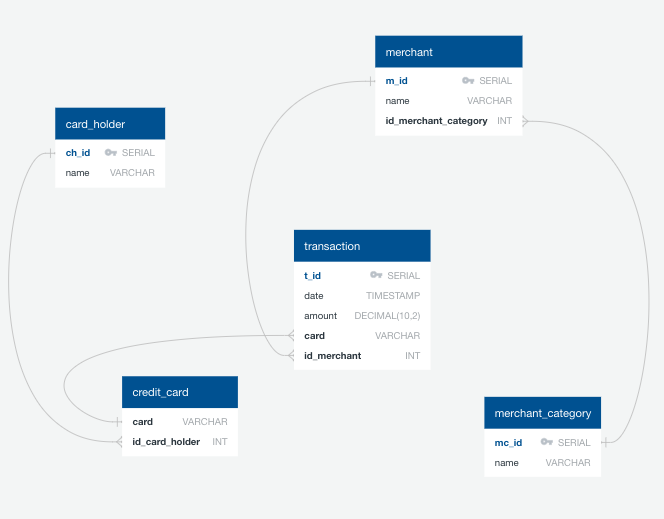 merchant
m_id SERIAL
name VARCHAR
id_merchant_category INT
card_holder
ch_id SERIAL
name VARCHAR
transaction
t_id SERIAL
date TIMESTAMP
amount DECIMAL(10,2)
card VARCHAR
id_merchant INT
credit_card
card VARCHAR
id_card_holder INT
merchant_category
mc_id SERIAL
name VARCHAR